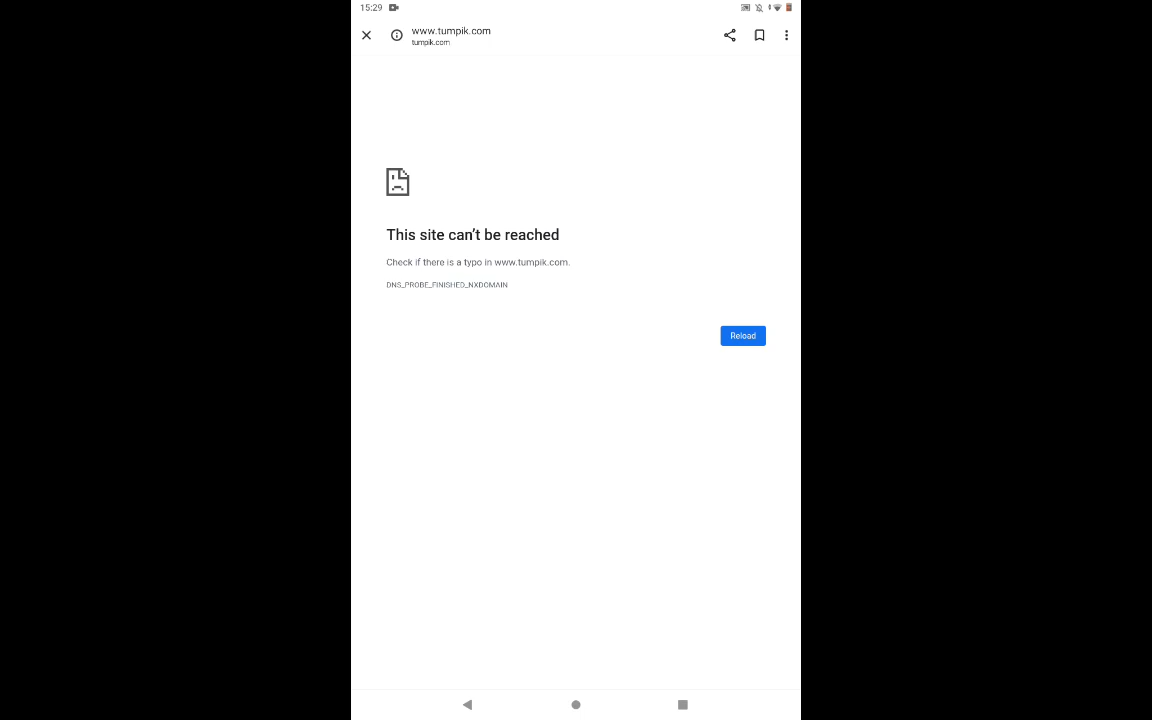 15:29
www.tumpik.com
tumpik.com
This site can't be reached
Check if there is a typo in www.tumpik.com.
DNS_PROBE_FINISHED_NXDOMAIN
Reload